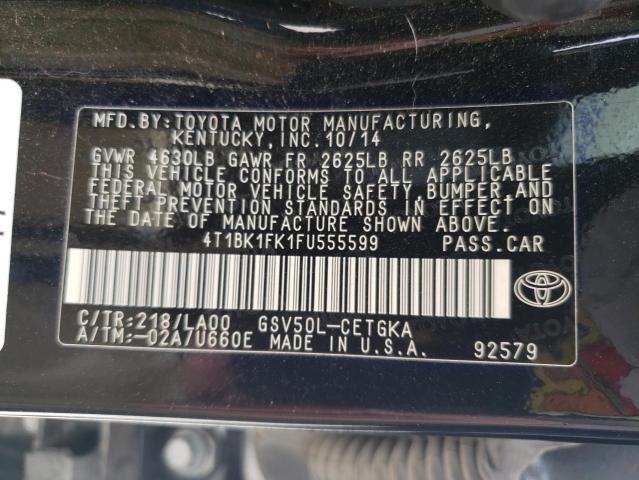 MFD.BY:TOYOTA MOTOR MANUFACTURING,
KENTUCKY, INC.10/14
GVWR 4630LB GAWR FR 2625LB RR 2625LB
THIS VEHICLE CONFORMS TO ALL APPLICABLE
FEDERAL MOTOR VEHICLE SAFETY, BUMPER AND
THEFT PREVENTION STANDARDS IN EFFECT ON
THE DATE OF MANUFACTURE SHOWN ABOVE.
4T1BK1FK1FU555599 PASS.CAR
C/TR:218/LA00 GSV50L-CETGKA
A/TM:-02A/U660E MADE IN U.S.A. 92579